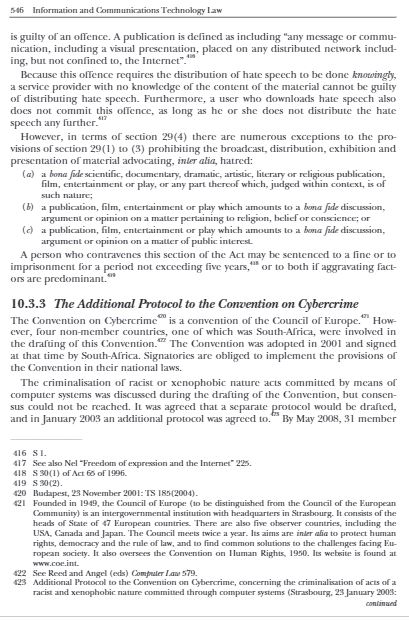 546 Information and Communications Technology Law
is guilty of an offence. A publication is defined as including "any message or commu-
nication, including a visual presentation, placed on any distributed network includ-
ing, but not confined to, the Internet".416
Because this offence requires the distribution of hate speech to be done knowingly,
a service provider with no knowledge of the content of the material cannot be guilty
of distributing hate speech. Furthermore, a user who downloads hate speech also
does not commit this offence, as long as he or she does not distribute the hate
speech any further.417
However, in terms of section 29(4) there are numerous exceptions to the pro-
visions of section 29(1) to (3) prohibiting the broadcast, distribution, exhibition and
presentation of material advocating, inter alia, hatred:
(a) a bona fide scientific, documentary, dramatic, artistic, literary or religious publication,
film, entertainment or play, or any part thereof which, judged within context, is of
such nature;
(b) a publication, film, entertainment or play which amounts to a bona fide discussion,
argument or opinion on a matter pertaining to religion, belief or conscience; or
(c) a publication, film, entertainment or play which amounts to a bona fide discussion,
argument or opinion on a matter of public interest.
A person who contravenes this section of the Act may be sentenced to a fine or to
imprisonment for a period not exceeding five years,418 or to both if aggravating fact-
ors are predominant.419
10.3.3 The Additional Protocol to the Convention on Cybercrime
The Convention on Cybercrime420 is a convention of the Council of Europe.421 How-
ever, four non-member countries, one of which was South-Africa, were involved in
the drafting of this Convention.422 The Convention was adopted in 2001 and signed
at that time by South-Africa. Signatories are obliged to implement the provisions of
the Convention in their national laws.
The criminalisation of racist or xenophobic nature acts committed by means of
computer systems was discussed during the drafting of the Convention, but consen-
sus could not be reached. It was agreed that a separate protocol would be drafted,
and in January 2003 an additional protocol was agreed to.423 By May 2008, 31 member
416 S 1.
417 See also Nel "Freedom of expression and the Internet" 225.
418 S 30(1) of Act 65 of 1996.
419 S 30(2).
420 Budapest, 23 November 2001: TS 185(2004).
421 Founded in 1949, the Council of Europe (to be distinguished from the Council of the European
Community) is an intergovernmental institution with headquarters in Strasbourg. It consists of the
heads of State of 47 European countries. There are also five observer countries, including the
USA, Canada and Japan. The Council meets twice a year. Its aims are inter alia to protect human
rights, democracy and the rule of law, and to find common solutions to the challenges facing Eu-
ropean society. It also oversees the Convention on Human Rights, 1950. Its website is found at
www.coe.int.
422 See Reed and Angel (eds) Computer Law 579.
423 Additional Protocol to the Convention on Cybercrime, concerning the criminalisation of acts of a
racist and xenophobic nature committed through computer systems (Strasbourg, 23 January 2003:
continued